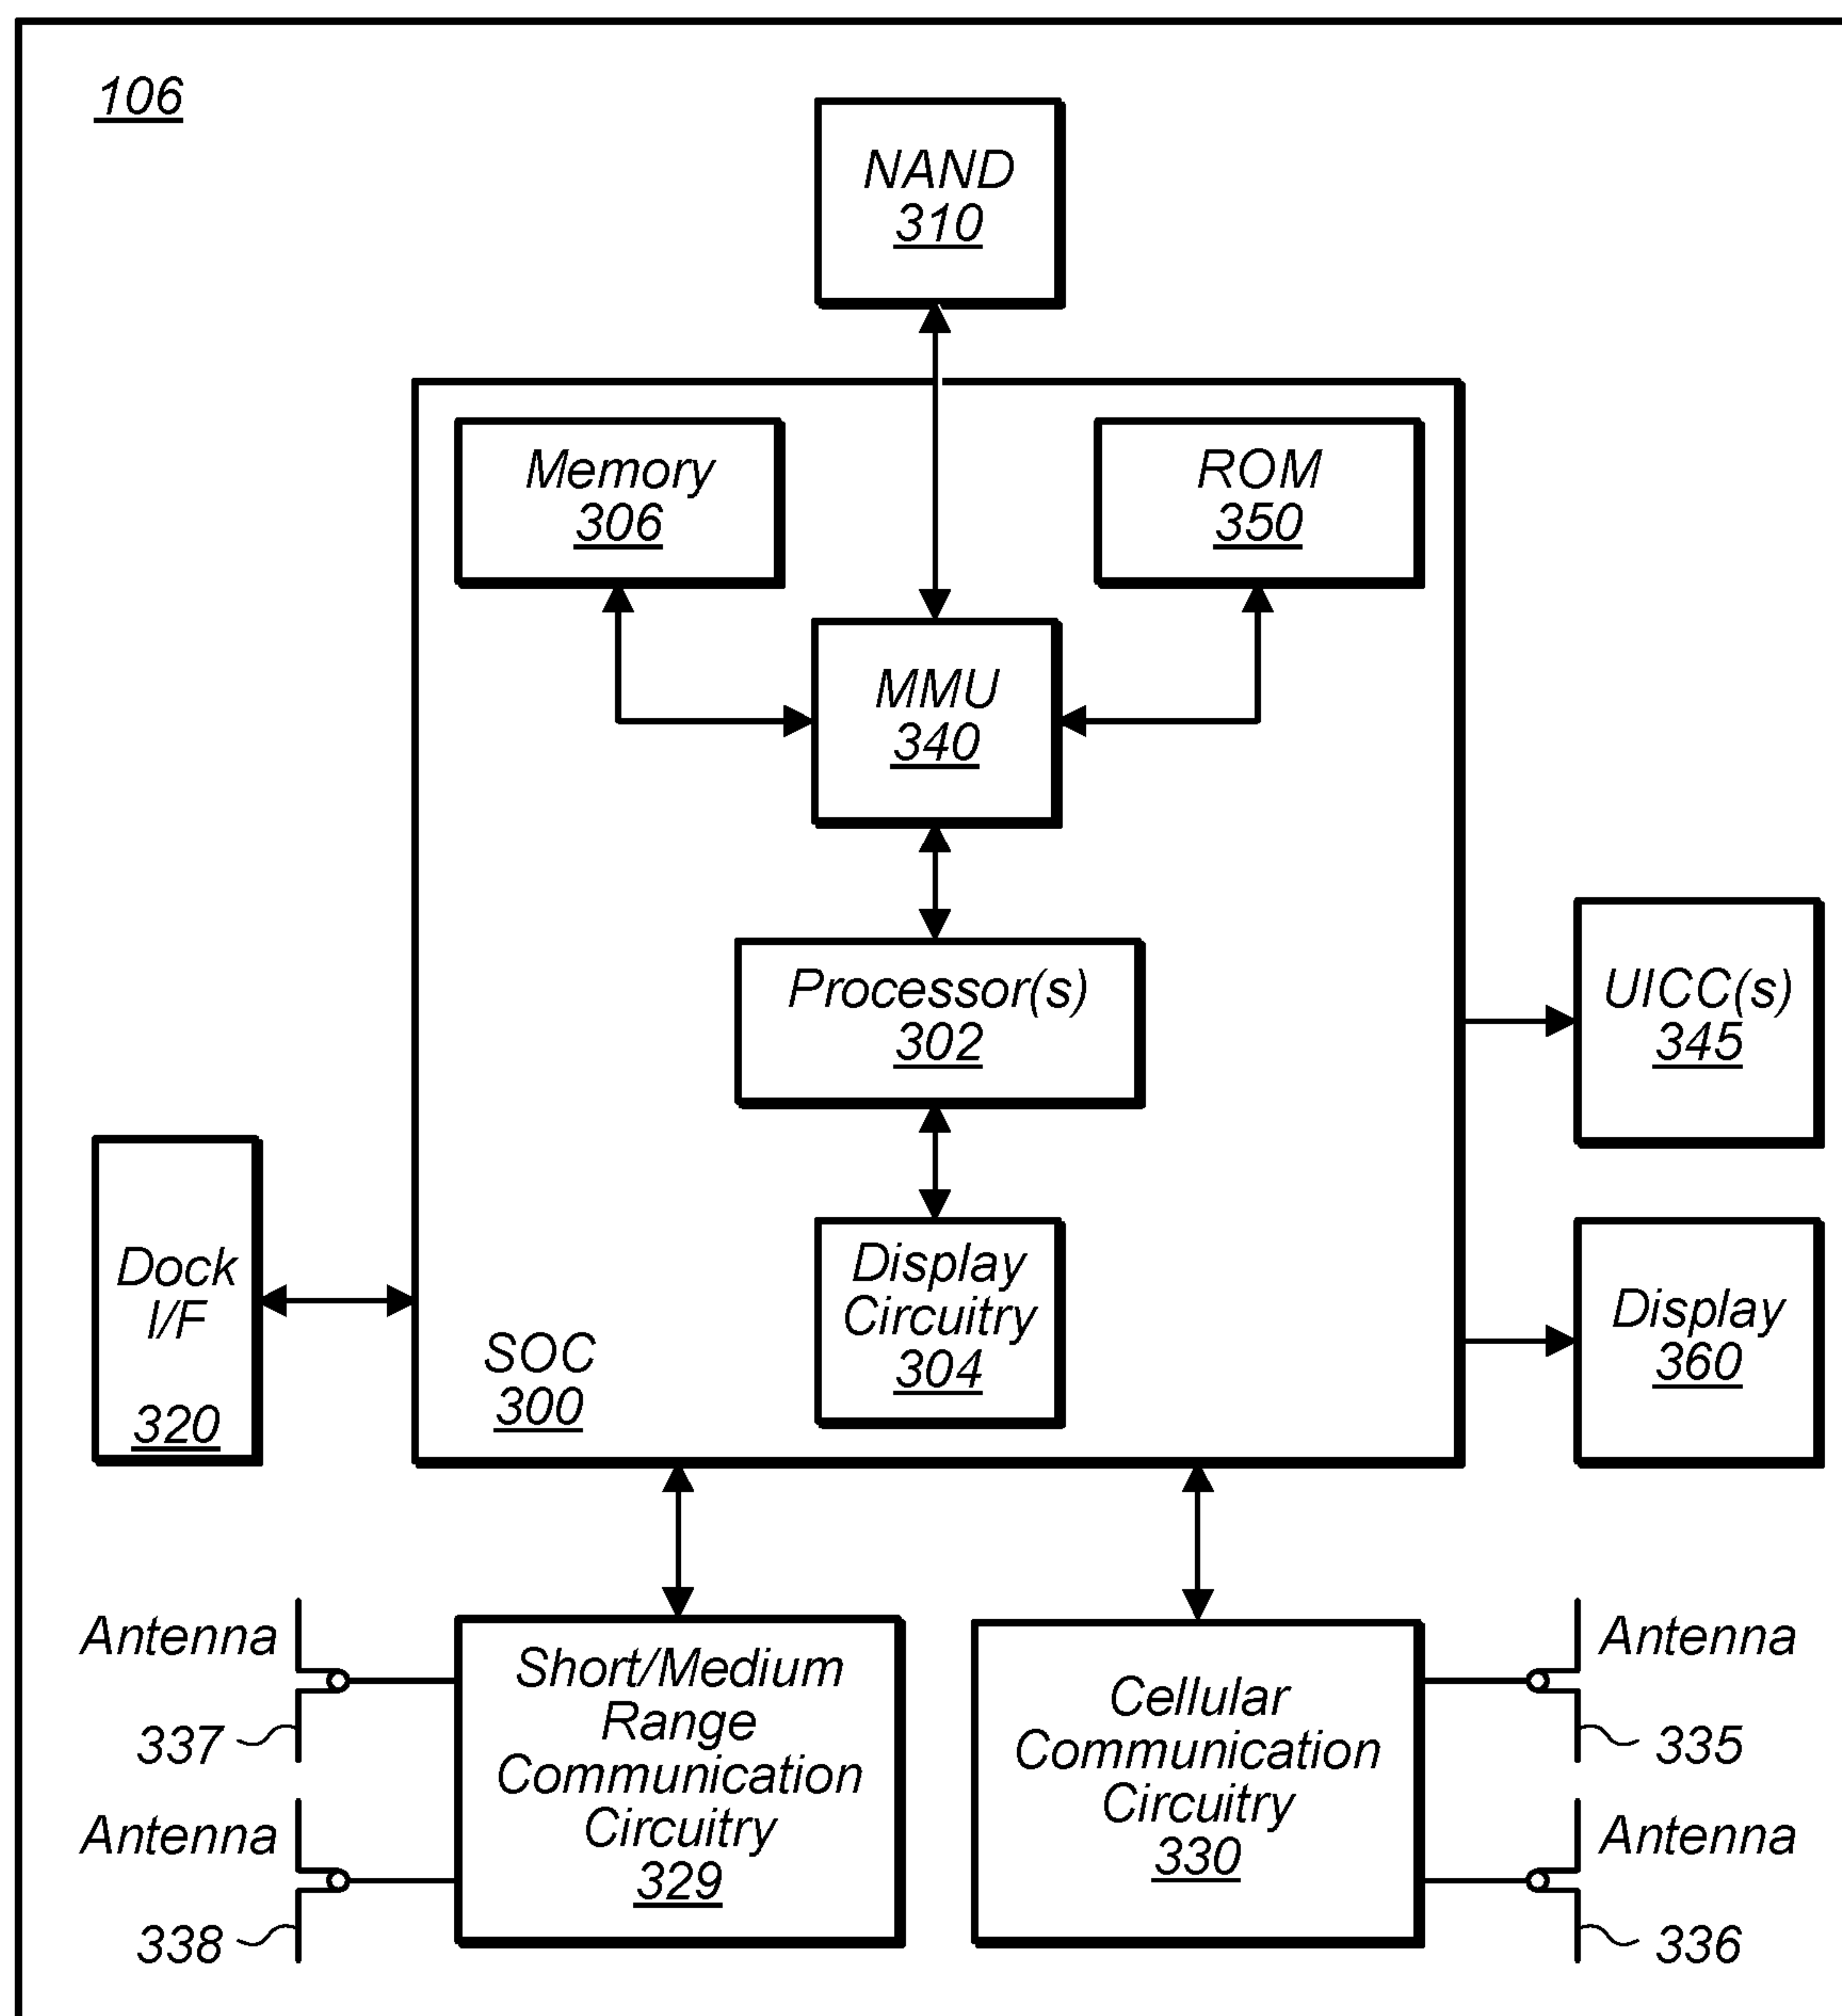 106
NAND
310
Memory
306
ROM
350
MMU
340
Processor(s)
302
UICC(s)
345
Dock
I/F
320
Display
Circuitry
304
SOC
300
Display
360
Antenna
337
Antenna
338
Short/Medium
Range
Communication
Circuitry
329
Cellular
Communication
Circuitry
330
Antenna
335
Antenna
336